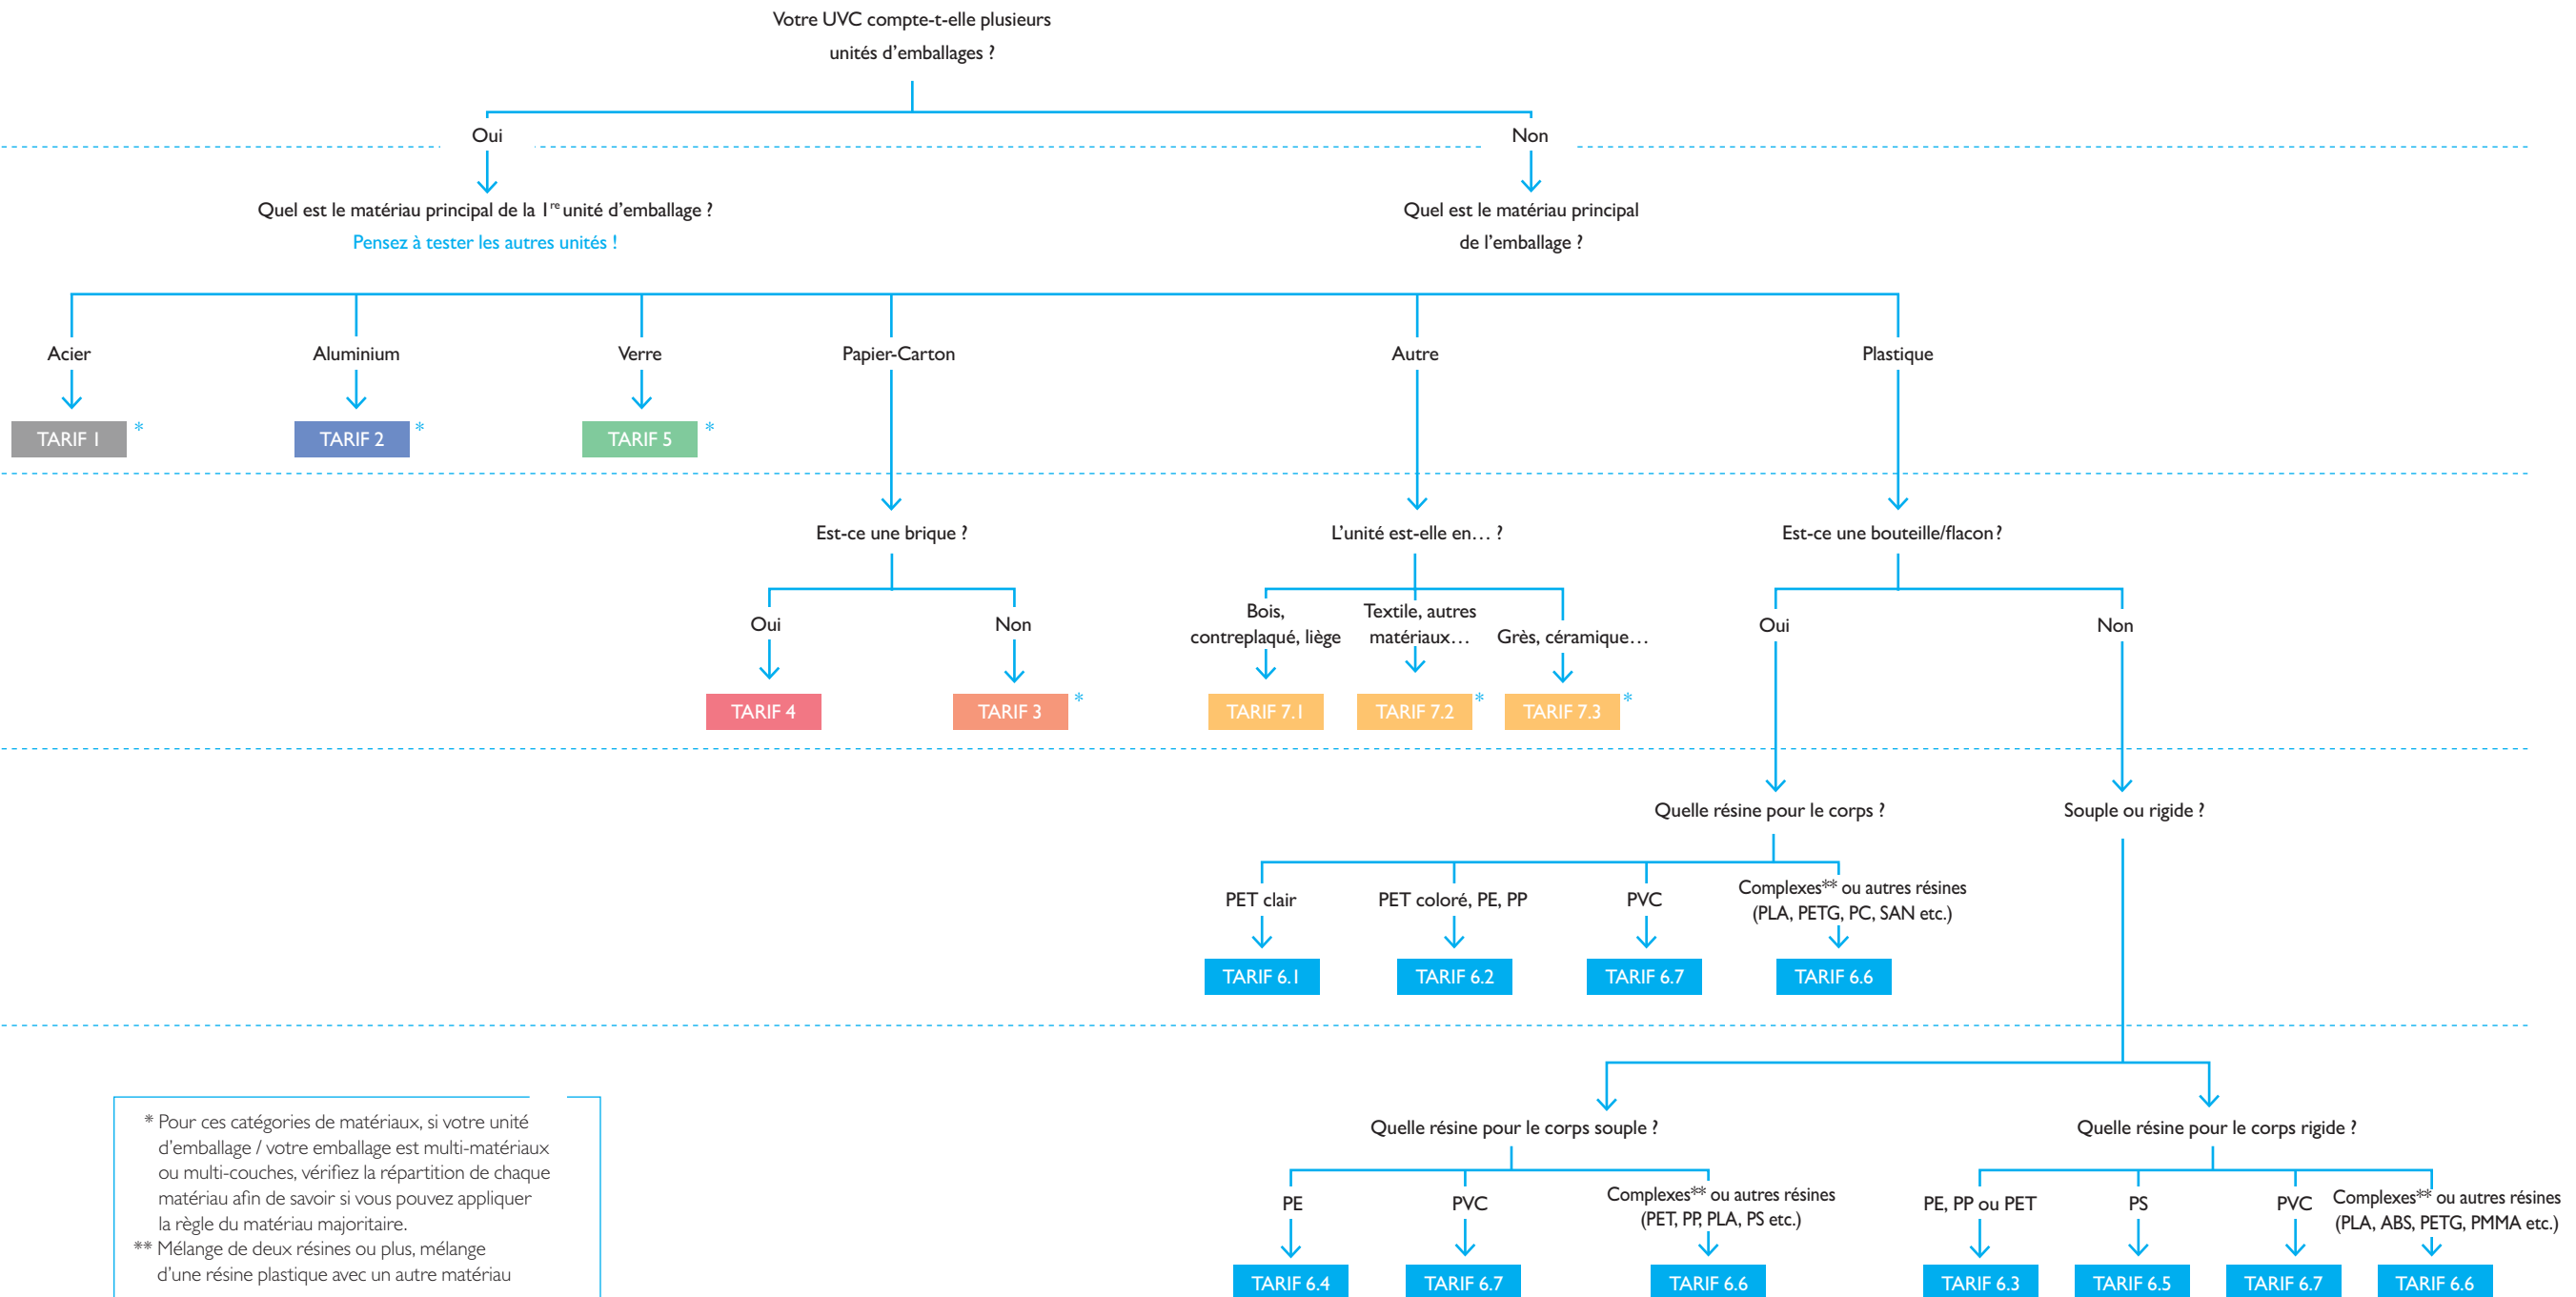 Votre UVC compte-t-elle plusieurs
unités d'emballages ?
Oui
Non
Quel est le matériau principal de la 1re unité d'emballage ?
Pensez à tester les autres unités !
Quel est le matériau principal
de l'emballage ?
Acier
Aluminium
Verre
Papier-Carton
Autre
Plastique
TARIF 1 *
TARIF 2 *
TARIF 5 *
Est-ce une brique ?
L'unité est-elle en… ?
Est-ce une bouteille/flacon ?
Oui
Non
Bois,
contreplaqué, liège
Textile, autres
matériaux…
Grès, céramique…
Oui
Non
TARIF 4
TARIF 3 *
TARIF 7.1
TARIF 7.2 *
TARIF 7.3 *
Quelle résine pour le corps ?
Souple ou rigide ?
PET clair
PET coloré, PE, PP
PVC
Complexes** ou autres résines
(PLA, PETG, PC, SAN etc.)
TARIF 6.1
TARIF 6.2
TARIF 6.7
TARIF 6.6
Quelle résine pour le corps souple ?
Quelle résine pour le corps rigide ?
PE
PVC
Complexes** ou autres résines
(PET, PP, PLA, PS etc.)
PE, PP ou PET
PS
PVC
Complexes** ou autres résines
(PLA, ABS, PETG, PMMA etc.)
TARIF 6.4
TARIF 6.7
TARIF 6.6
TARIF 6.3
TARIF 6.5
TARIF 6.7
TARIF 6.6
* Pour ces catégories de matériaux, si votre unité
d'emballage / votre emballage est multi-matériaux
ou multi-couches, vérifiez la répartition de chaque
matériau afin de savoir si vous pouvez appliquer
la règle du matériau majoritaire.
** Mélange de deux résines ou plus, mélange
d'une résine plastique avec un autre matériau